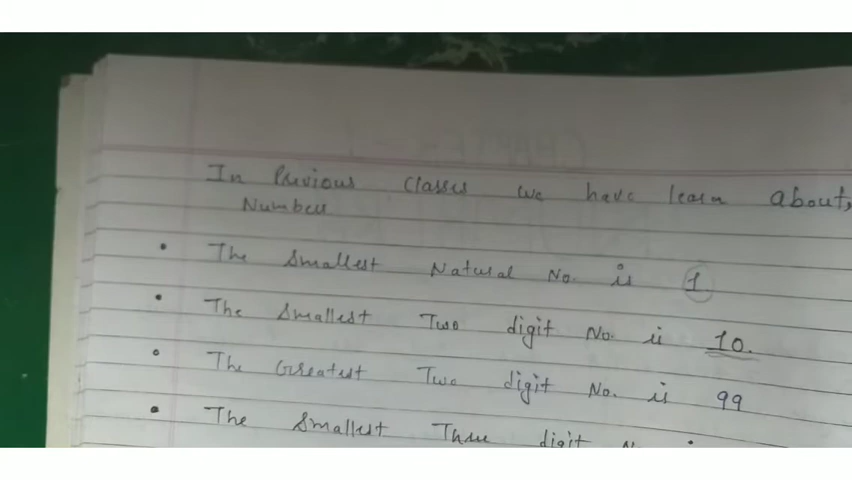 In Previous Classes we have learn about,
Number
• The Smallest Natural No. is 1
• The Smallest Two digit No. is 10.
• The Greatest Two digit No. is 99
• The Smallest Three digit